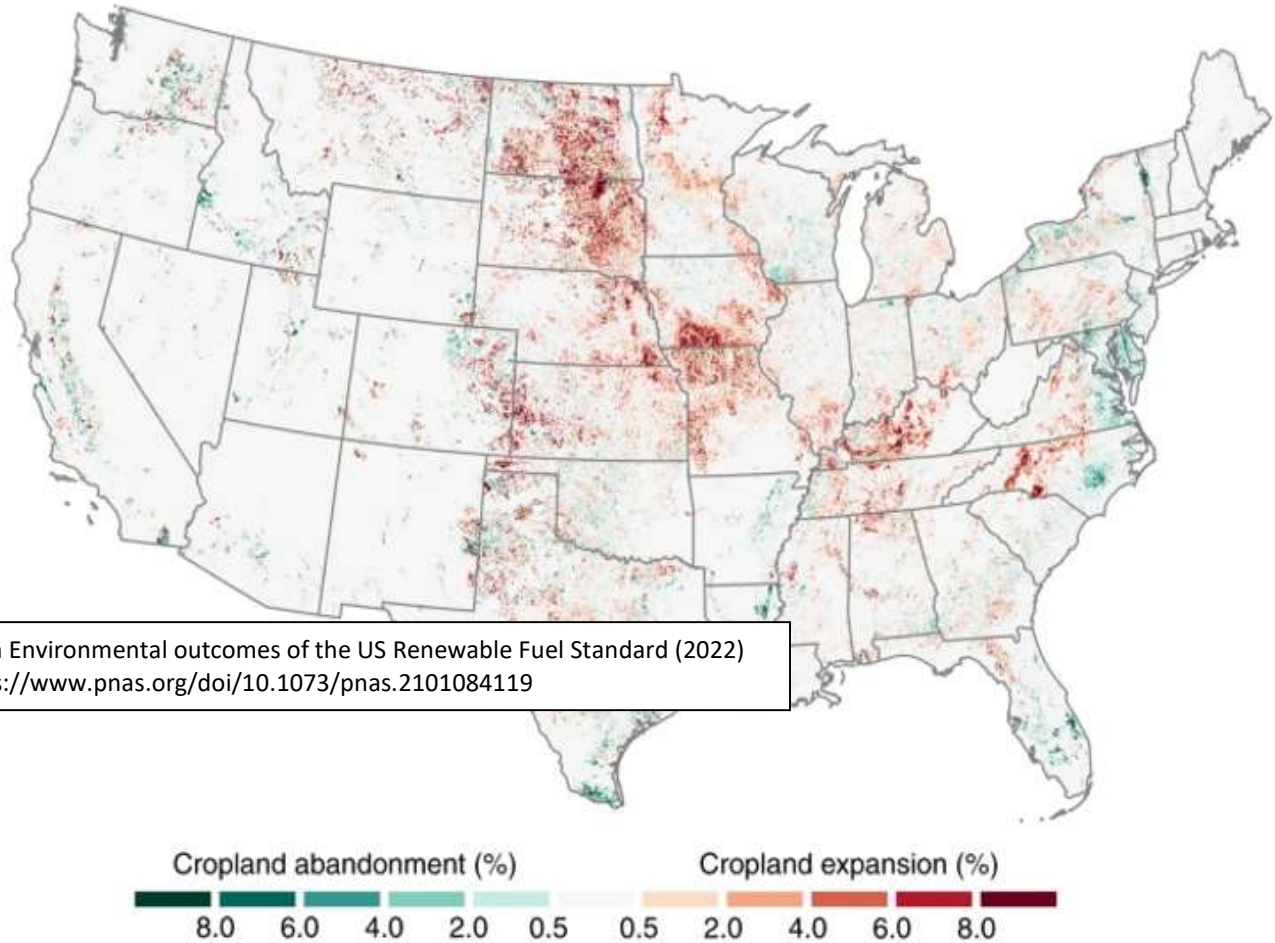 Environmental outcomes of the US Renewable Fuel Standard (2022)
s://www.pnas.org/doi/10.1073/pnas.2101084119
Cropland abandonment (%) Cropland expansion (%)
8.0 6.0 4.0 2.0 0.5 0.5 2.0 4.0 6.0 8.0